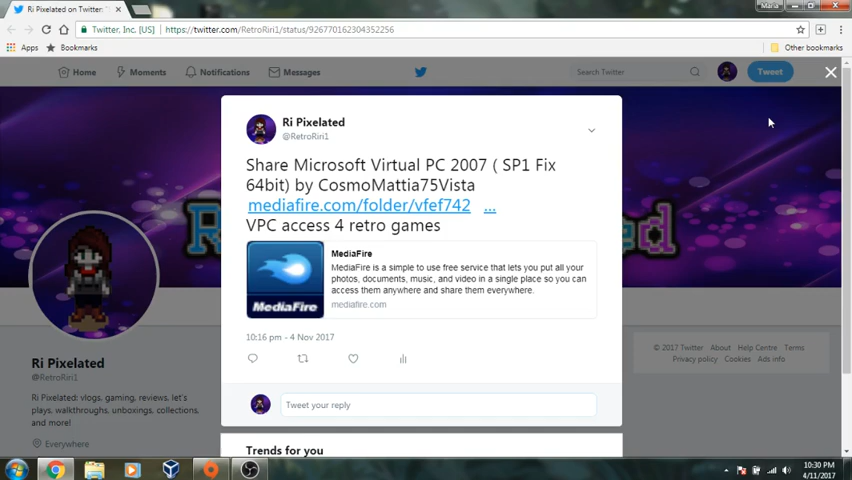 Ri Pixelated on Twitter: "
Maria
Twitter, Inc. [US]
https://twitter.com/RetroRiri1/status/926770162304352256
Apps
Bookmarks
Other bookmarks
Home
Moments
Notifications
Messages
Search Twitter
Tweet
Ri Pixelated
@RetroRiri1
Share Microsoft Virtual PC 2007 ( SP1 Fix
64bit) by CosmoMattia75Vista
mediafire.com/folder/vfef742 ...
VPC access 4 retro games
MediaFire
MediaFire
MediaFire is a simple to use free service that lets you put all your
photos, documents, music, and video in a single place so you can
access them anywhere and share them everywhere.
mediafire.com
10:16 pm - 4 Nov 2017
Tweet your reply
Trends for you
Ri Pixelated
@RetroRiri1
Ri Pixelated: vlogs, gaming, reviews, let's
plays, walkthroughs, unboxings, collections,
and more!
Everywhere
© 2017 Twitter About Help Centre Terms
Privacy policy Cookies Ads info
10:30 PM
4/11/2017